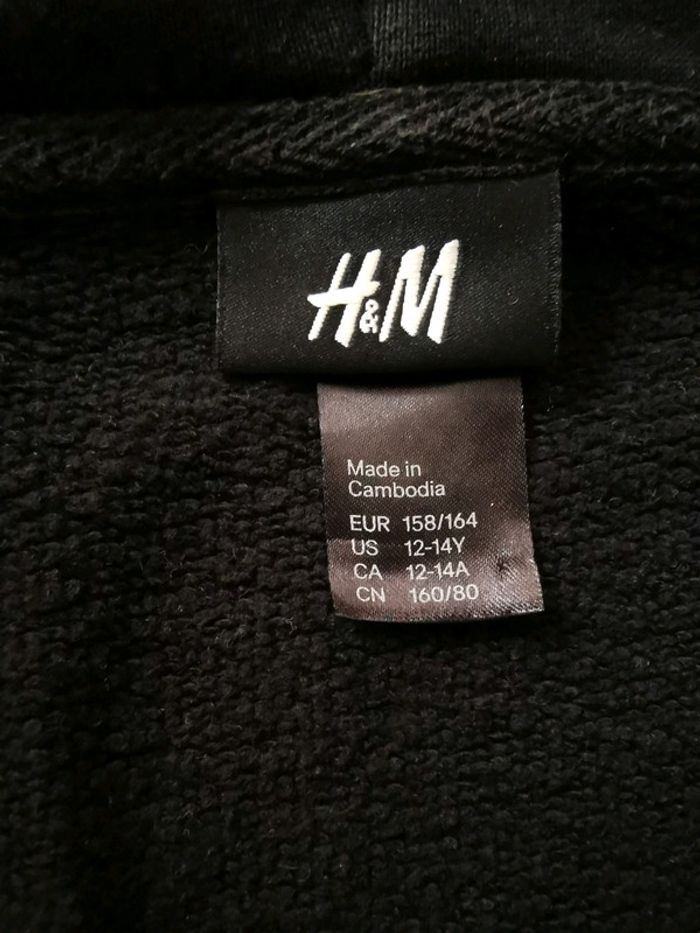 H&M
Made in
Cambodia
EUR 158/164
US 12-14Y
CA 12-14A
CN 160/80